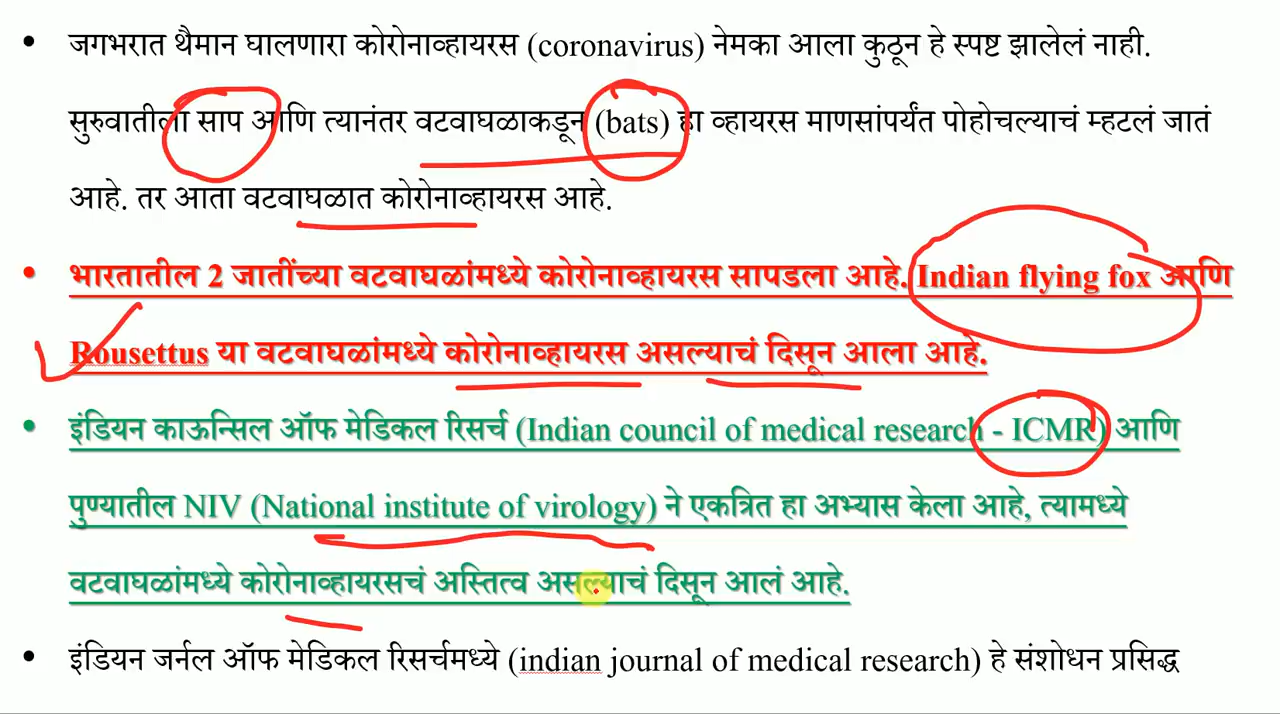 • जगभरात थैमान घालणारा कोरोनाव्हायरस (coronavirus) नेमका आला कुठून हे स्पष्ट झालेलं नाही.
सुरुवातीला साप आणि त्यानंतर वटवाघळाकडून (bats) हा व्हायरस माणसांपर्यंत पोहोचल्याचं म्हटलं जातं
आहे. तर आता वटवाघळात कोरोनाव्हायरस आहे.
• भारतातील 2 जातींच्या वटवाघळांमध्ये कोरोनाव्हायरस सापडला आहे. Indian flying fox आणि
Rousettus या वटवाघळांमध्ये कोरोनाव्हायरस असल्याचं दिसून आला आहे.
• इंडियन काऊन्सिल ऑफ मेडिकल रिसर्च (Indian council of medical research - ICMR) आणि
पुण्यातील NIV (National institute of virology) ने एकत्रित हा अभ्यास केला आहे, त्यामध्ये
वटवाघळांमध्ये कोरोनाव्हायरसचं अस्तित्व असल्याचं दिसून आलं आहे.
• इंडियन जर्नल ऑफ मेडिकल रिसर्चमध्ये (indian journal of medical research) हे संशोधन प्रसिद्ध